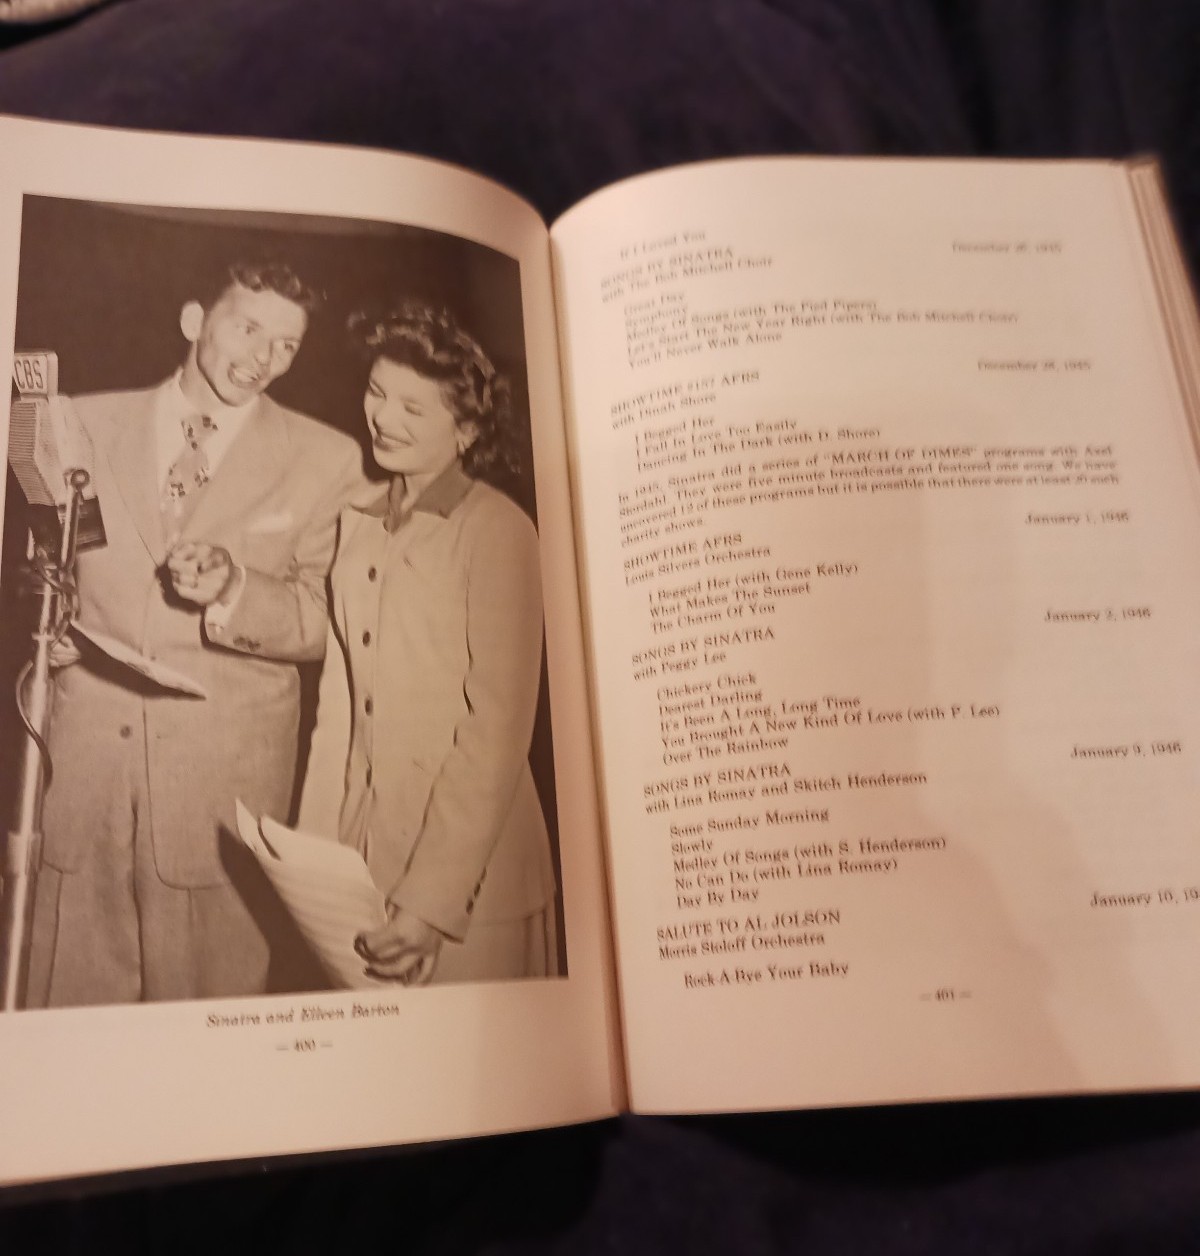 CBS
Sinatra and Eileen Barton
— 400 —
If I Loved You
December 26, 1945
SONGS BY SINATRA
with The Bob Mitchell Choir
Great Day
Symphony
Medley Of Songs (with The Pied Pipers)
Let's Start The New Year Right (with The Bob Mitchell Choir)
You'll Never Walk Alone
December 28, 1945
SHOWTIME #157 AFRS
with Dinah Shore
I Begged Her
I Fall In Love Too Easily
Dancing In The Dark (with D. Shore)
In 1945, Sinatra did a series of "MARCH OF DIMES" programs with Axel
Stordahl. They were five minute broadcasts and featured one song. We have
uncovered 12 of these programs but it is possible that there were at least 20 such
charity shows.
January 1, 1946
SHOWTIME AFRS
Louis Silvers Orchestra
I Begged Her (with Gene Kelly)
What Makes The Sunset
The Charm Of You
January 2, 1946
SONGS BY SINATRA
with Peggy Lee
Chickery Chick
Dearest Darling
It's Been A Long, Long Time
You Brought A New Kind Of Love (with P. Lee)
Over The Rainbow
January 9, 1946
SONGS BY SINATRA
with Lina Romay and Skitch Henderson
Some Sunday Morning
Slowly
Medley Of Songs (with S. Henderson)
No Can Do (with Lina Romay)
Day By Day
January 10, 19
SALUTE TO AL JOLSON
Morris Stoloff Orchestra
Rock-A-Bye Your Baby
— 401 —